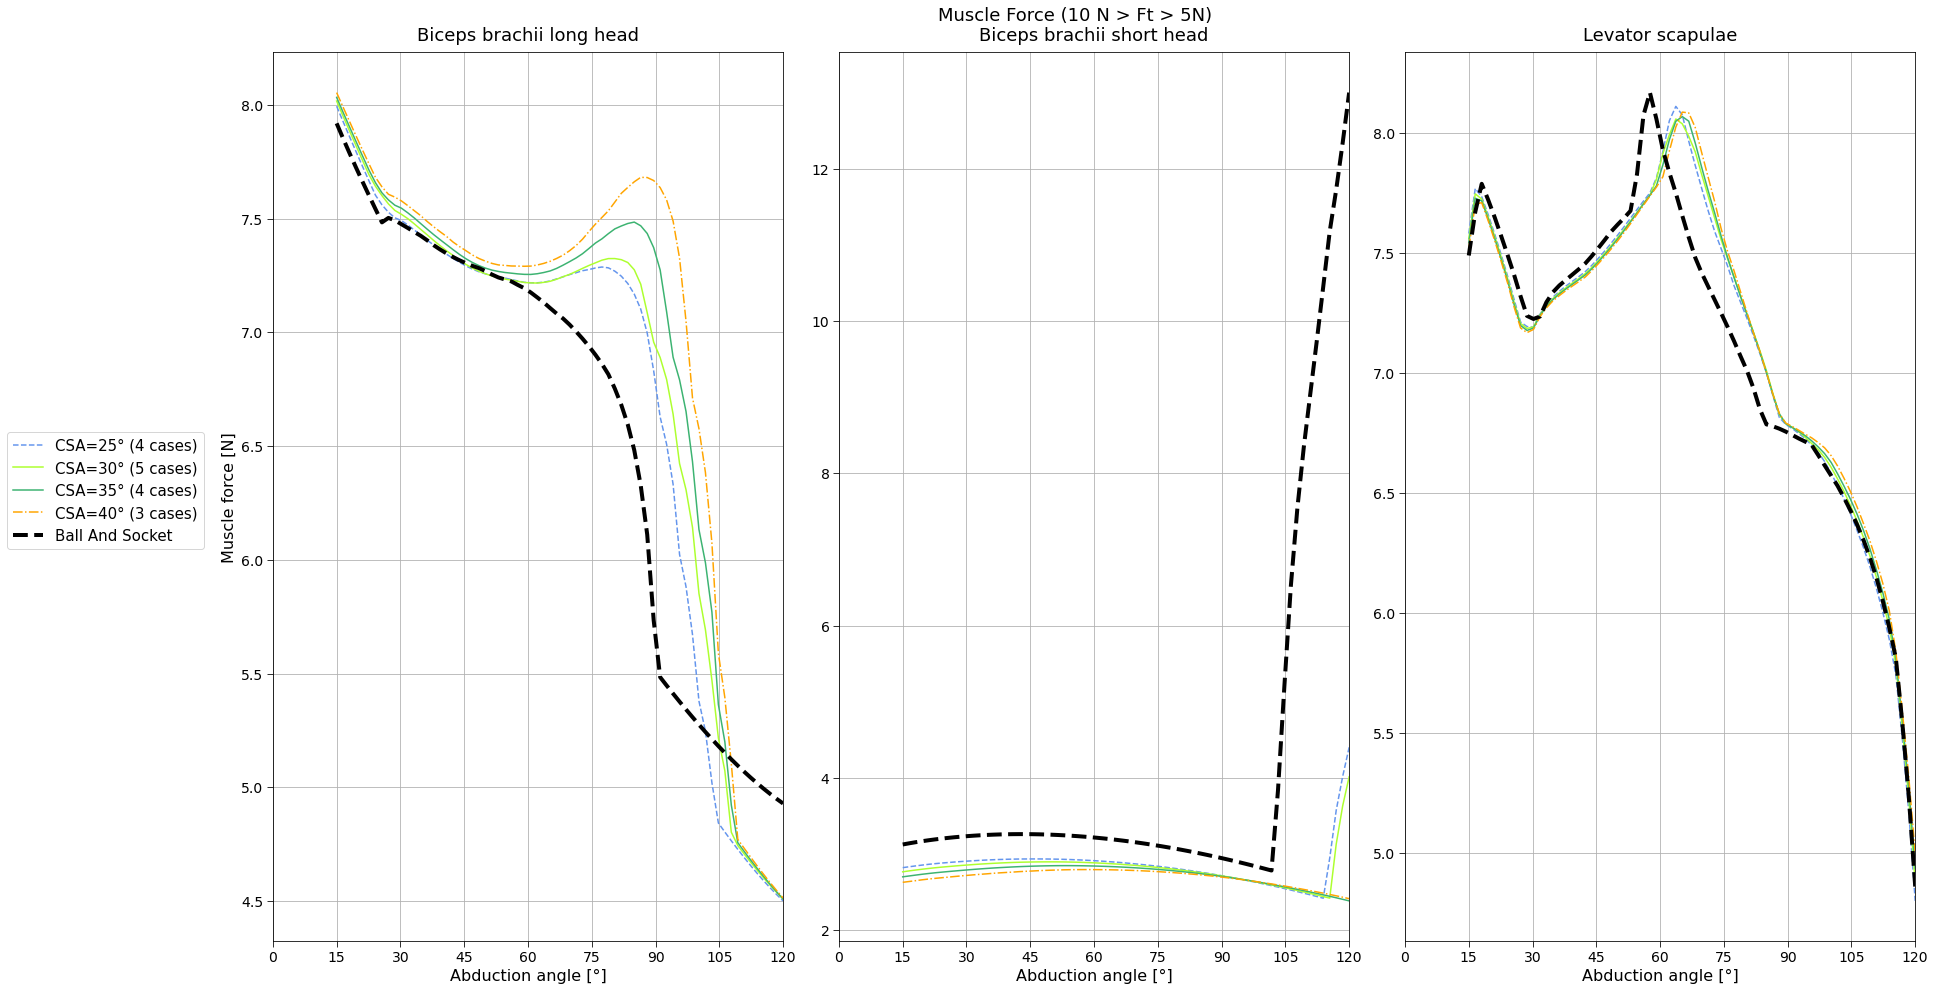 Muscle Force (10 N > Ft > 5N)
Biceps brachii long head
Biceps brachii short head
Levator scapulae
CSA=25° (4 cases)
CSA=30° (5 cases)
CSA=35° (4 cases)
CSA=40° (3 cases)
Ball And Socket
Muscle force [N]
8.0
7.5
7.0
6.5
6.0
5.5
5.0
4.5
0 15 30 45 60 75 90 105 120
Abduction angle [°]
12
10
8
6
4
2
0 15 30 45 60 75 90 105 120
Abduction angle [°]
8.0
7.5
7.0
6.5
6.0
5.5
5.0
0 15 30 45 60 75 90 105 120
Abduction angle [°]